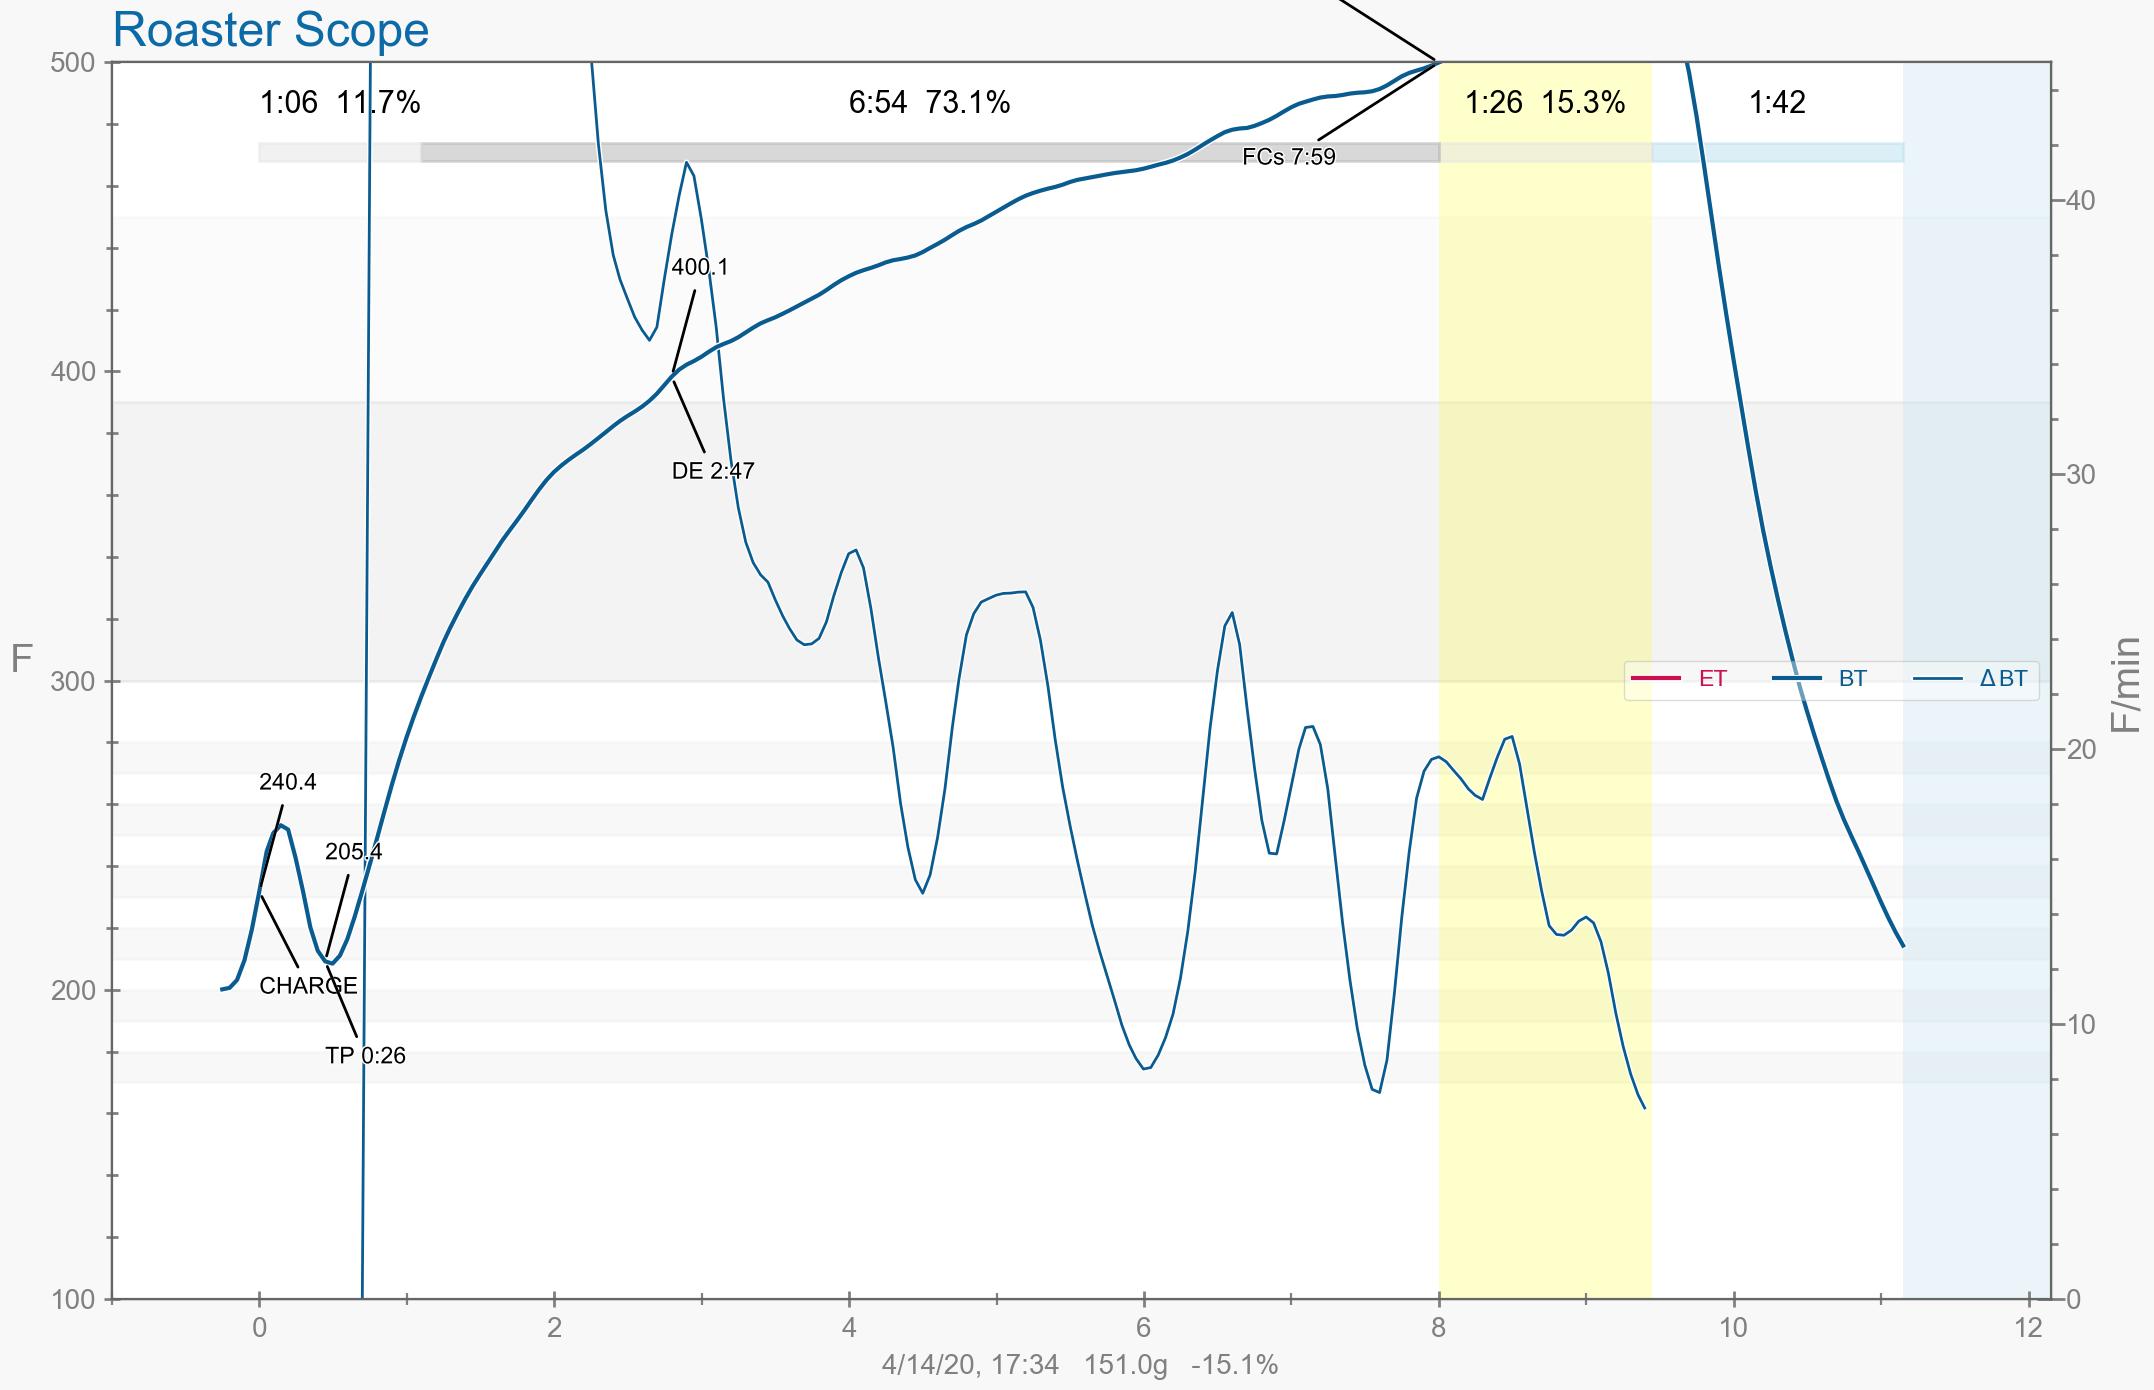 Roaster Scope
500
400
300
200
100
F
1:06 11.7%
6:54 73.1%
1:26 15.3%
1:42
FCs 7:59
400.1
DE 2:47
240.4
205.4
CHARGE
TP 0:26
ET BT Δ BT
40
30
20
10
0
F/min
0 2 4 6 8 10 12
4/14/20, 17:34 151.0g -15.1%